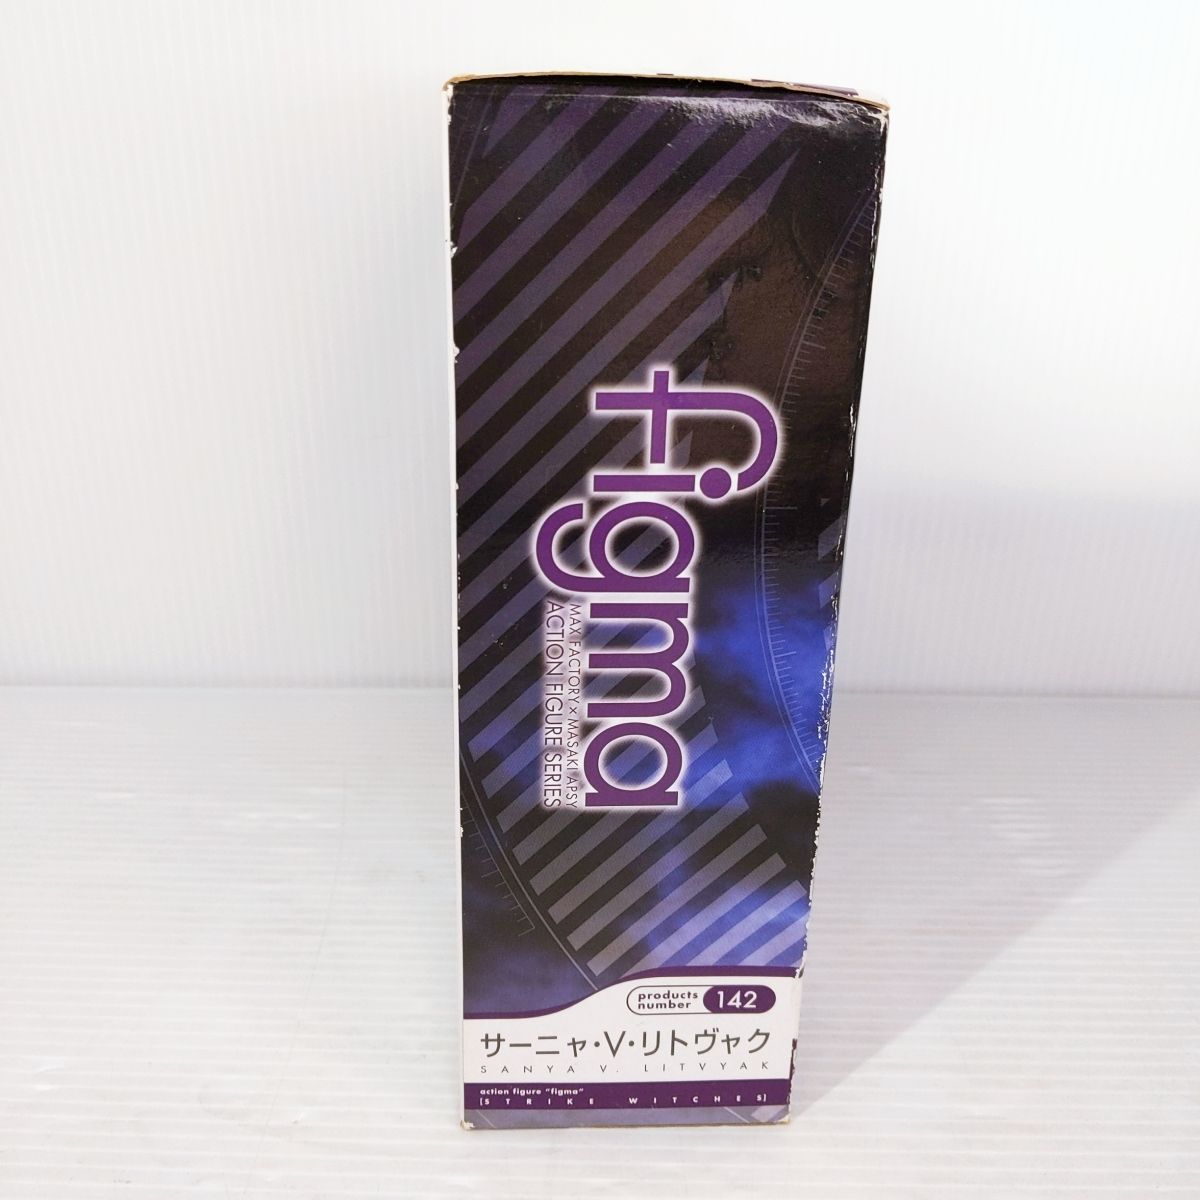 figma
MAX FACTORY × MASAKI APSY
ACTION FIGURE SERIES
products
number
142
サーニャ・V・リトヴャク
SANYA V. LITVYAK
action figure "figma"
[STRIKE WITCHES]